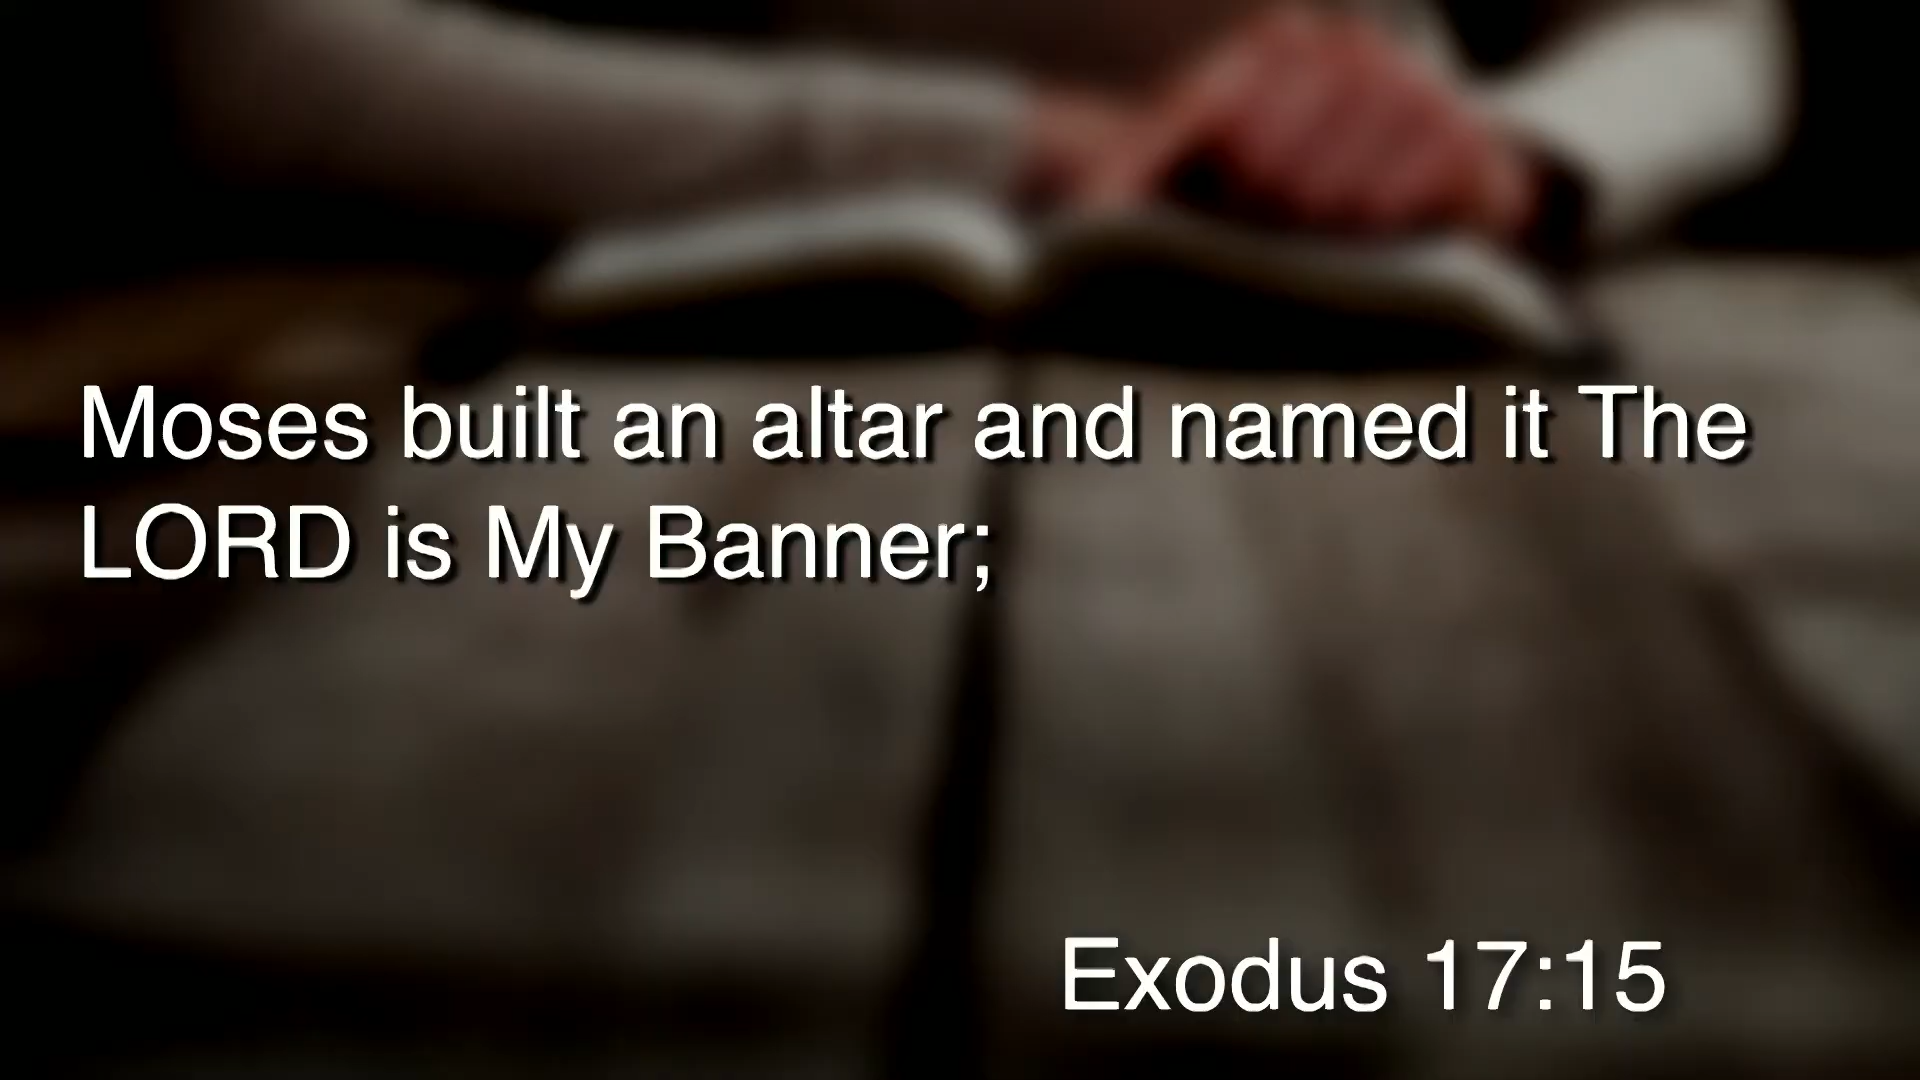 Moses built an altar and named it The
LORD is My Banner;
Exodus 17:15